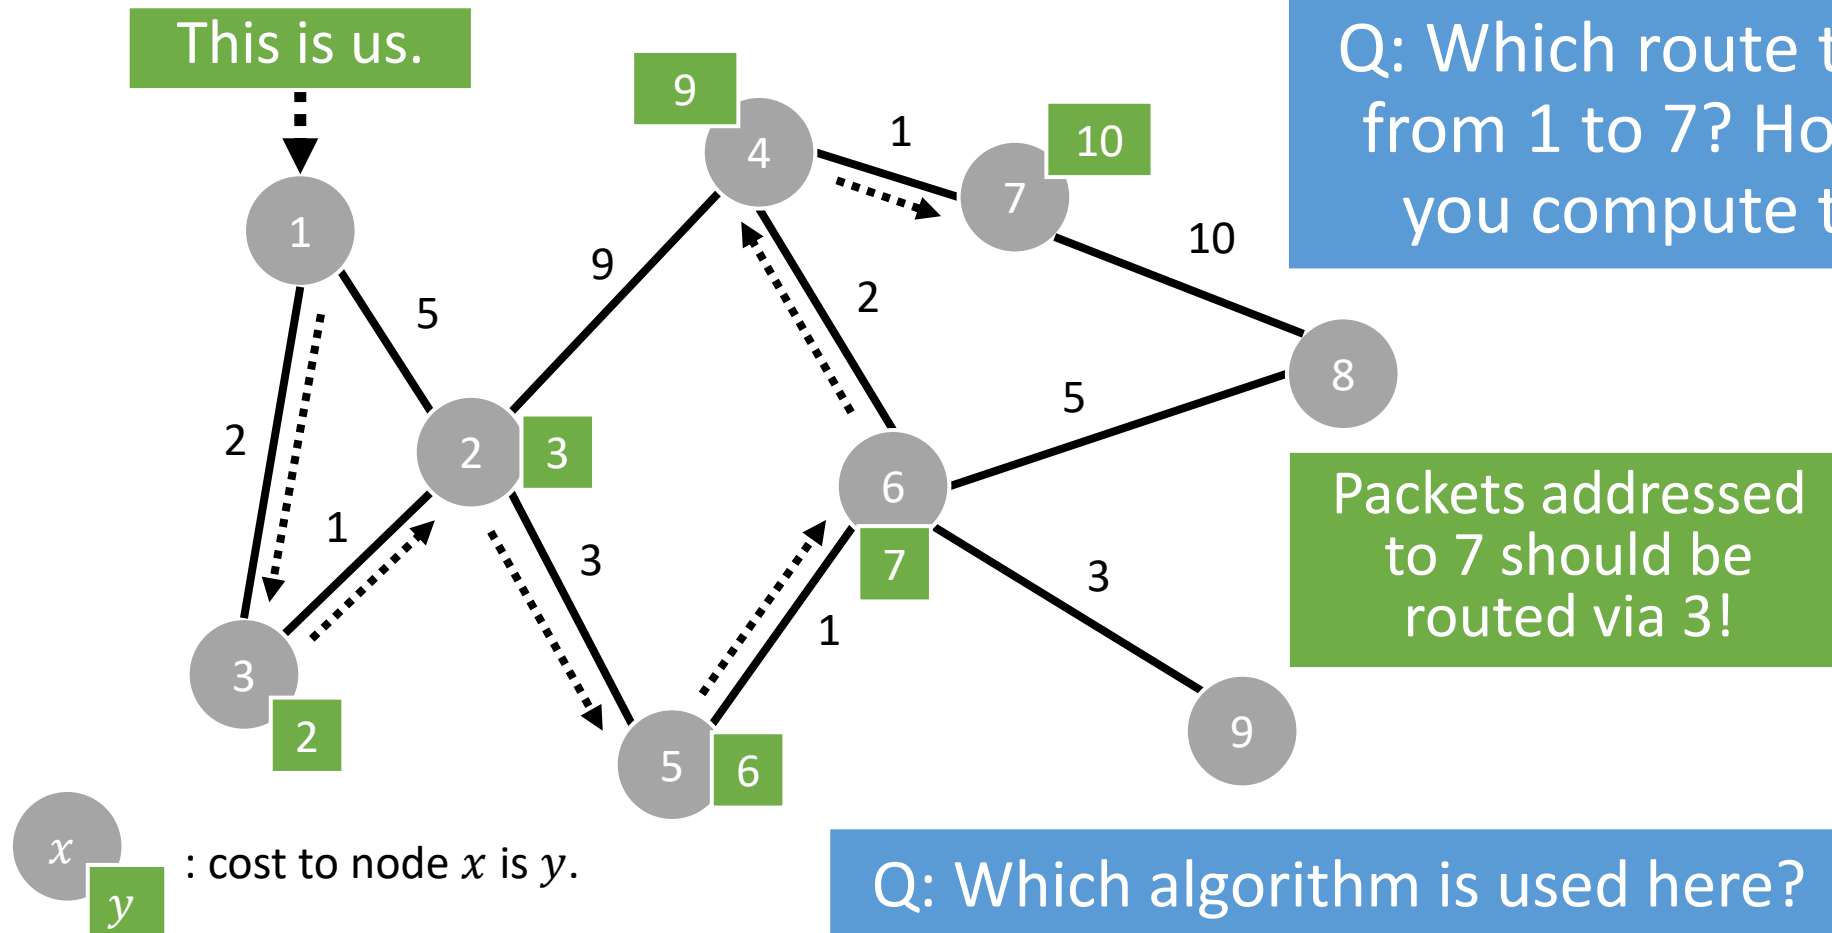 This is us.
Q: Which route t
from 1 to 7? Ho
you compute t
9
4
1
7
10
1
9
5
2
10
8
2
5
2
3
6
7
1
3
3
1
3
2
5
6
9
Packets addressed
to 7 should be
routed via 3!
x
y
: cost to node x is y.
Q: Which algorithm is used here?